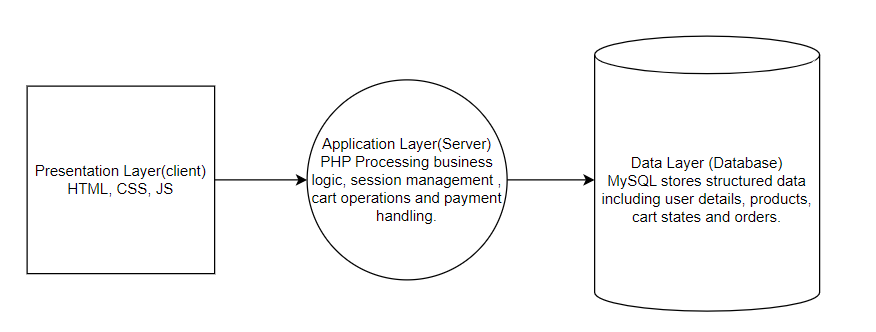 Presentation Layer(client)
HTML, CSS, JS
Application Layer(Server)
PHP Processing business
logic, session management ,
cart operations and payment
handling.
Data Layer (Database)
MySQL stores structured data
including user details, products,
cart states and orders.